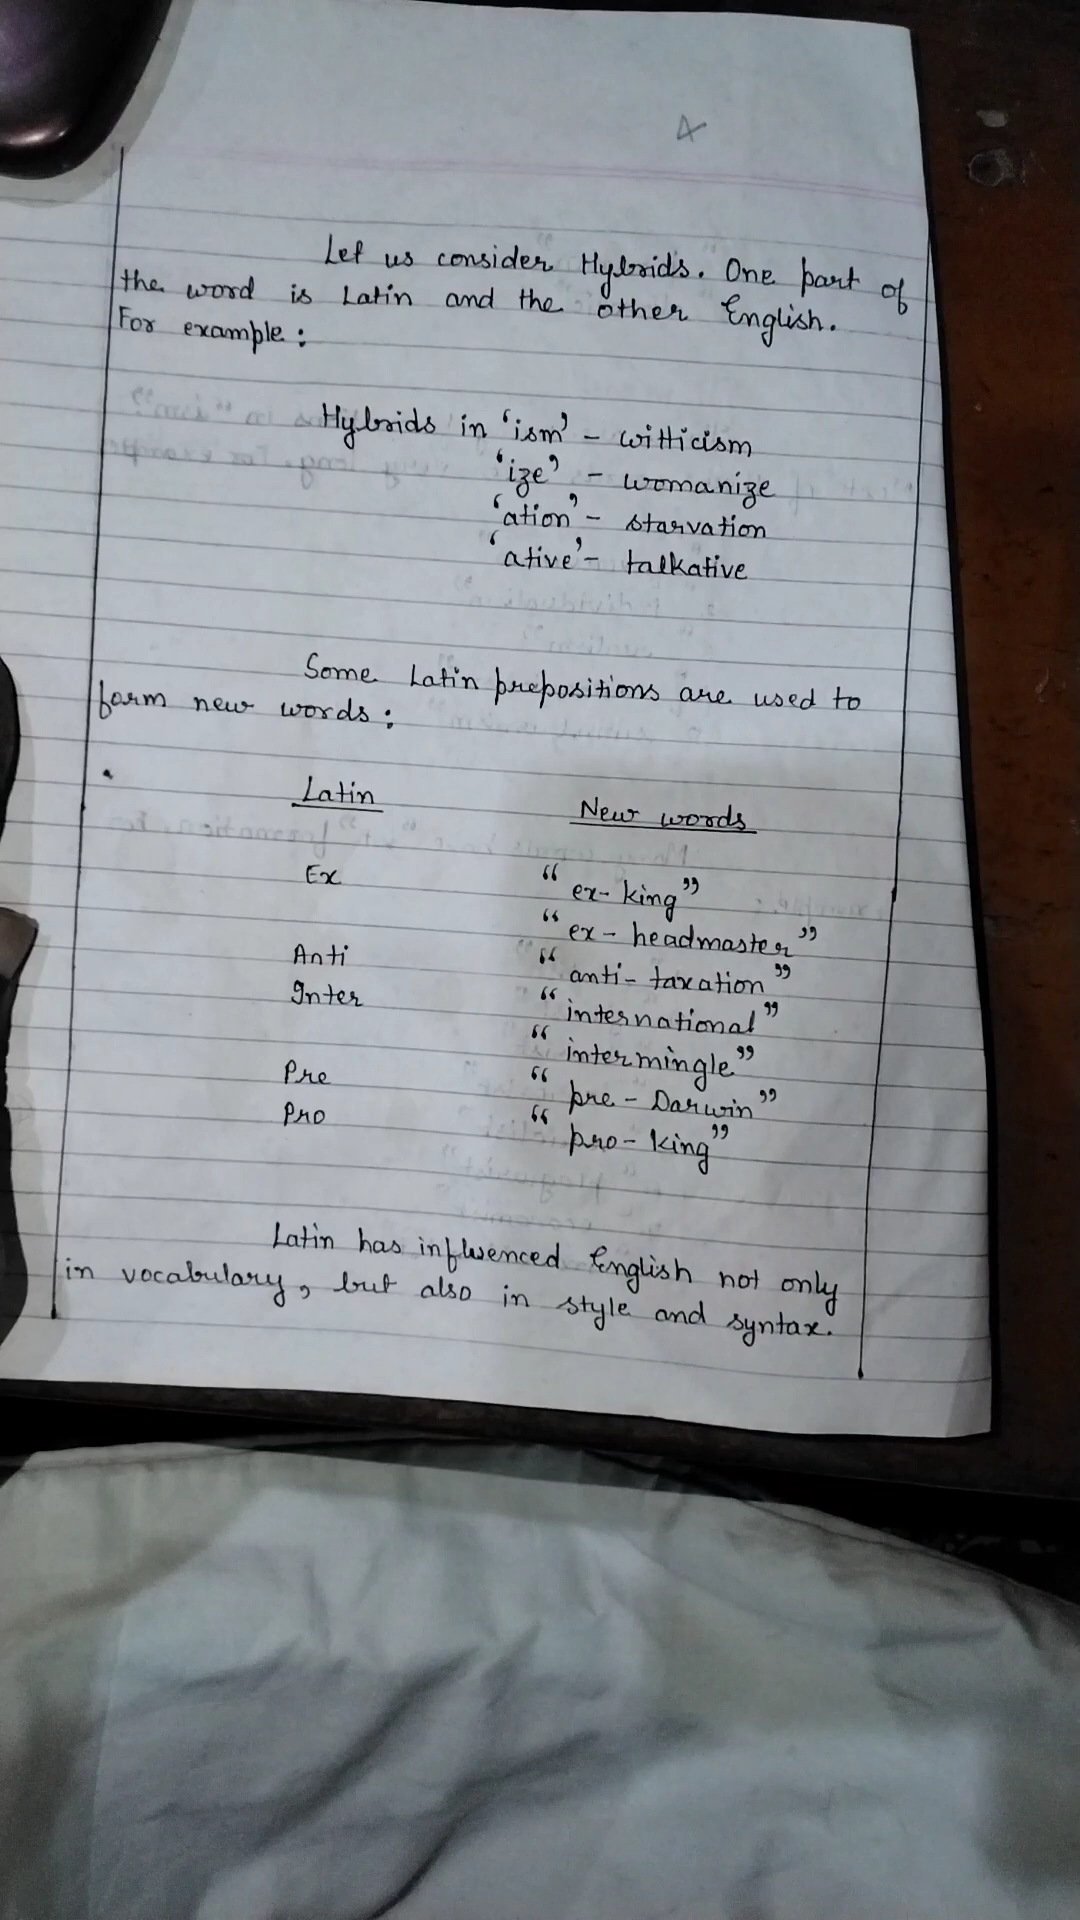 4
Let us consider Hybrids. One part of
the word is Latin and the other English.
For example:
Hybrids in 'ism' - witticism
'ize' - womanize
'ation' - starvation
'ative' - talkative
Some Latin prepositions are used to
form new words:
Latin New words
Ex "ex-king"
"ex-headmaster"
Anti "anti-taxation"
Inter "international"
"intermingle"
Pre "pre-Darwin"
Pro "pro-king"
Latin has influenced English not only
in vocabulary, but also in style and syntax.